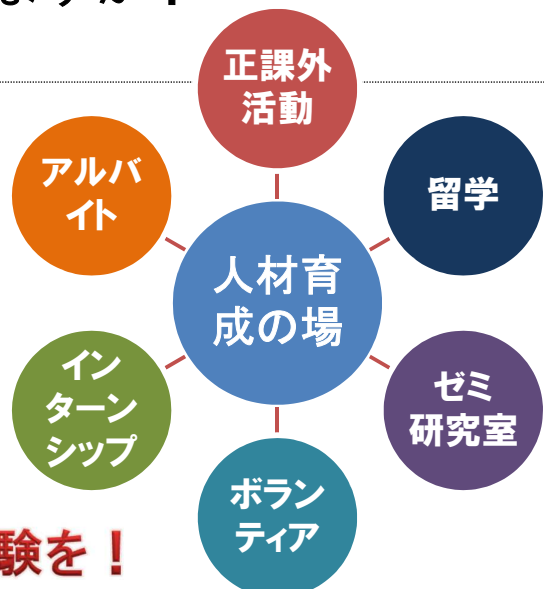 正課外
活動
留学
ゼミ
研究室
ボラン
ティア
イン
ターン
シップ
アルバ
イト
人材育
成の場
験を！